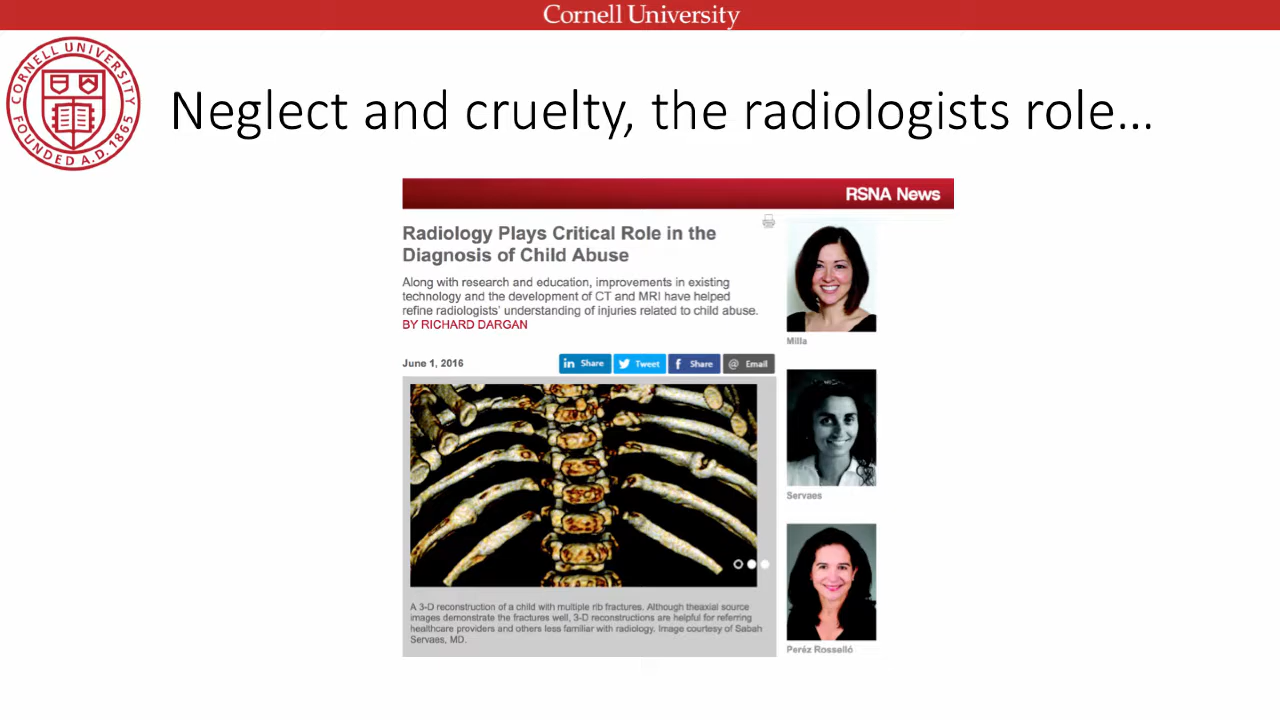 Cornell University
CORNELL UNIVERSITY
FOUNDED A.D. 1865
Neglect and cruelty, the radiologists role...
RSNA News
Radiology Plays Critical Role in the
Diagnosis of Child Abuse
Along with research and education, improvements in existing
technology and the development of CT and MRI have helped
refine radiologists' understanding of injuries related to child abuse.
BY RICHARD DARGAN
June 1, 2016
Share
Tweet
Share
Email
A 3-D reconstruction of a child with multiple rib fractures. Although theaxial source
images demonstrate the fractures well, 3-D reconstructions are helpful for referring
healthcare providers and others less familiar with radiology. Image courtesy of Sabah
Servaes, MD.
Milla
Servaes
Peréz Rosselló